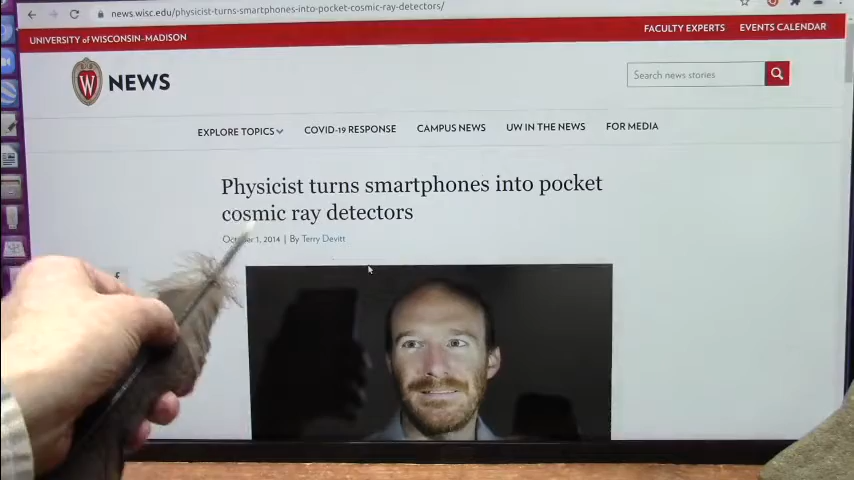 news.wisc.edu/physicist-turns-smartphones-into-pocket-cosmic-ray-detectors/
UNIVERSITY of WISCONSIN–MADISON
FACULTY EXPERTS
EVENTS CALENDAR
W NEWS
Search news stories
EXPLORE TOPICS
COVID-19 RESPONSE
CAMPUS NEWS
UW IN THE NEWS
FOR MEDIA
Physicist turns smartphones into pocket
cosmic ray detectors
1, 2014 | By Terry Devitt
f